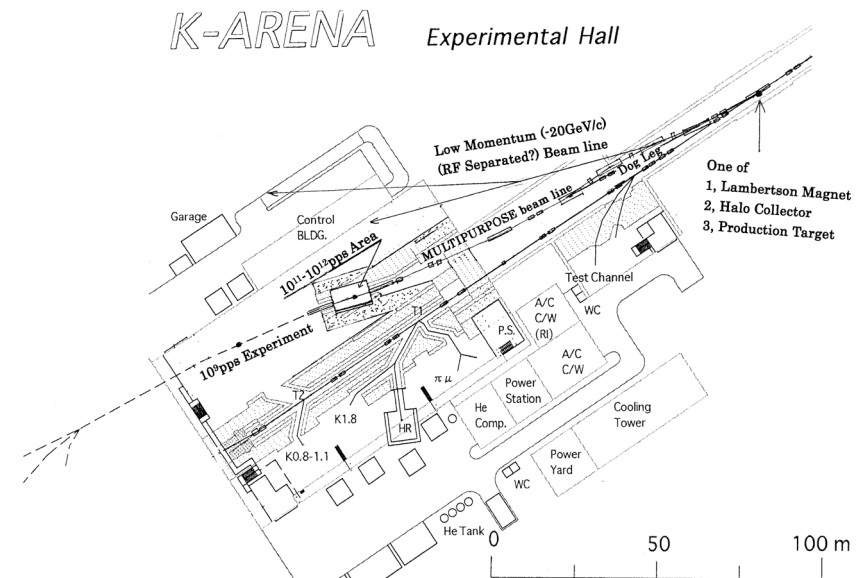 K-ARENA
Experimental Hall
Low Momentum (-20GeV/c)
(RF Separated?) Beam line
Dog Leg
One of
1, Lambertson Magnet
2, Halo Collector
3, Production Target
Garage
Control
BLDG.
MULTIPURPOSE beam line
10¹¹-10¹²pps Area
Test Channel
WC
A/C
C/W
(RI)
T1
P.S.
10⁹pps Experiment
A/C
C/W
T2
π μ
Power
Station
K1.8
He
Comp.
Cooling
Tower
HR
K0.8-1.1
Power
Yard
WC
He Tank
0
50
100 m